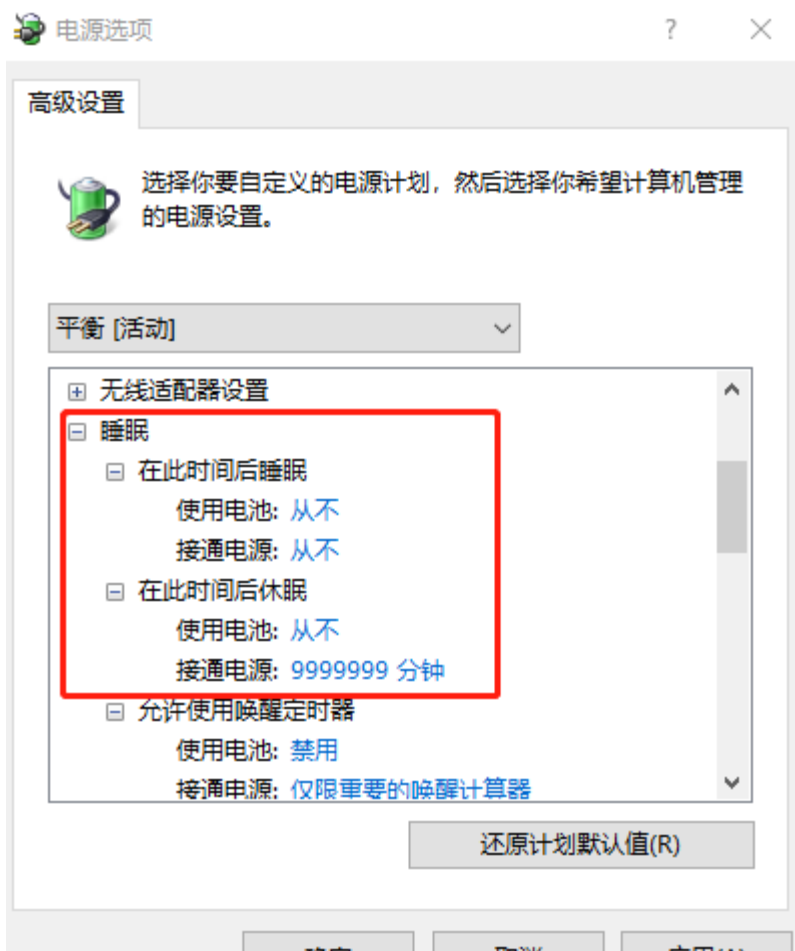 电源选项
高级设置
选择你要自定义的电源计划，然后选择你希望计算机管理
的电源设置。
平衡 [活动]
无线适配器设置
睡眠
在此时间后睡眠
使用电池: 从不
接通电源: 从不
在此时间后休眠
使用电池: 从不
接通电源: 9999999 分钟
允许使用唤醒定时器
使用电池: 禁用
接通电源: 仅限重要的唤醒计算器
还原计划默认值(R)
确定 取消 应用(A)